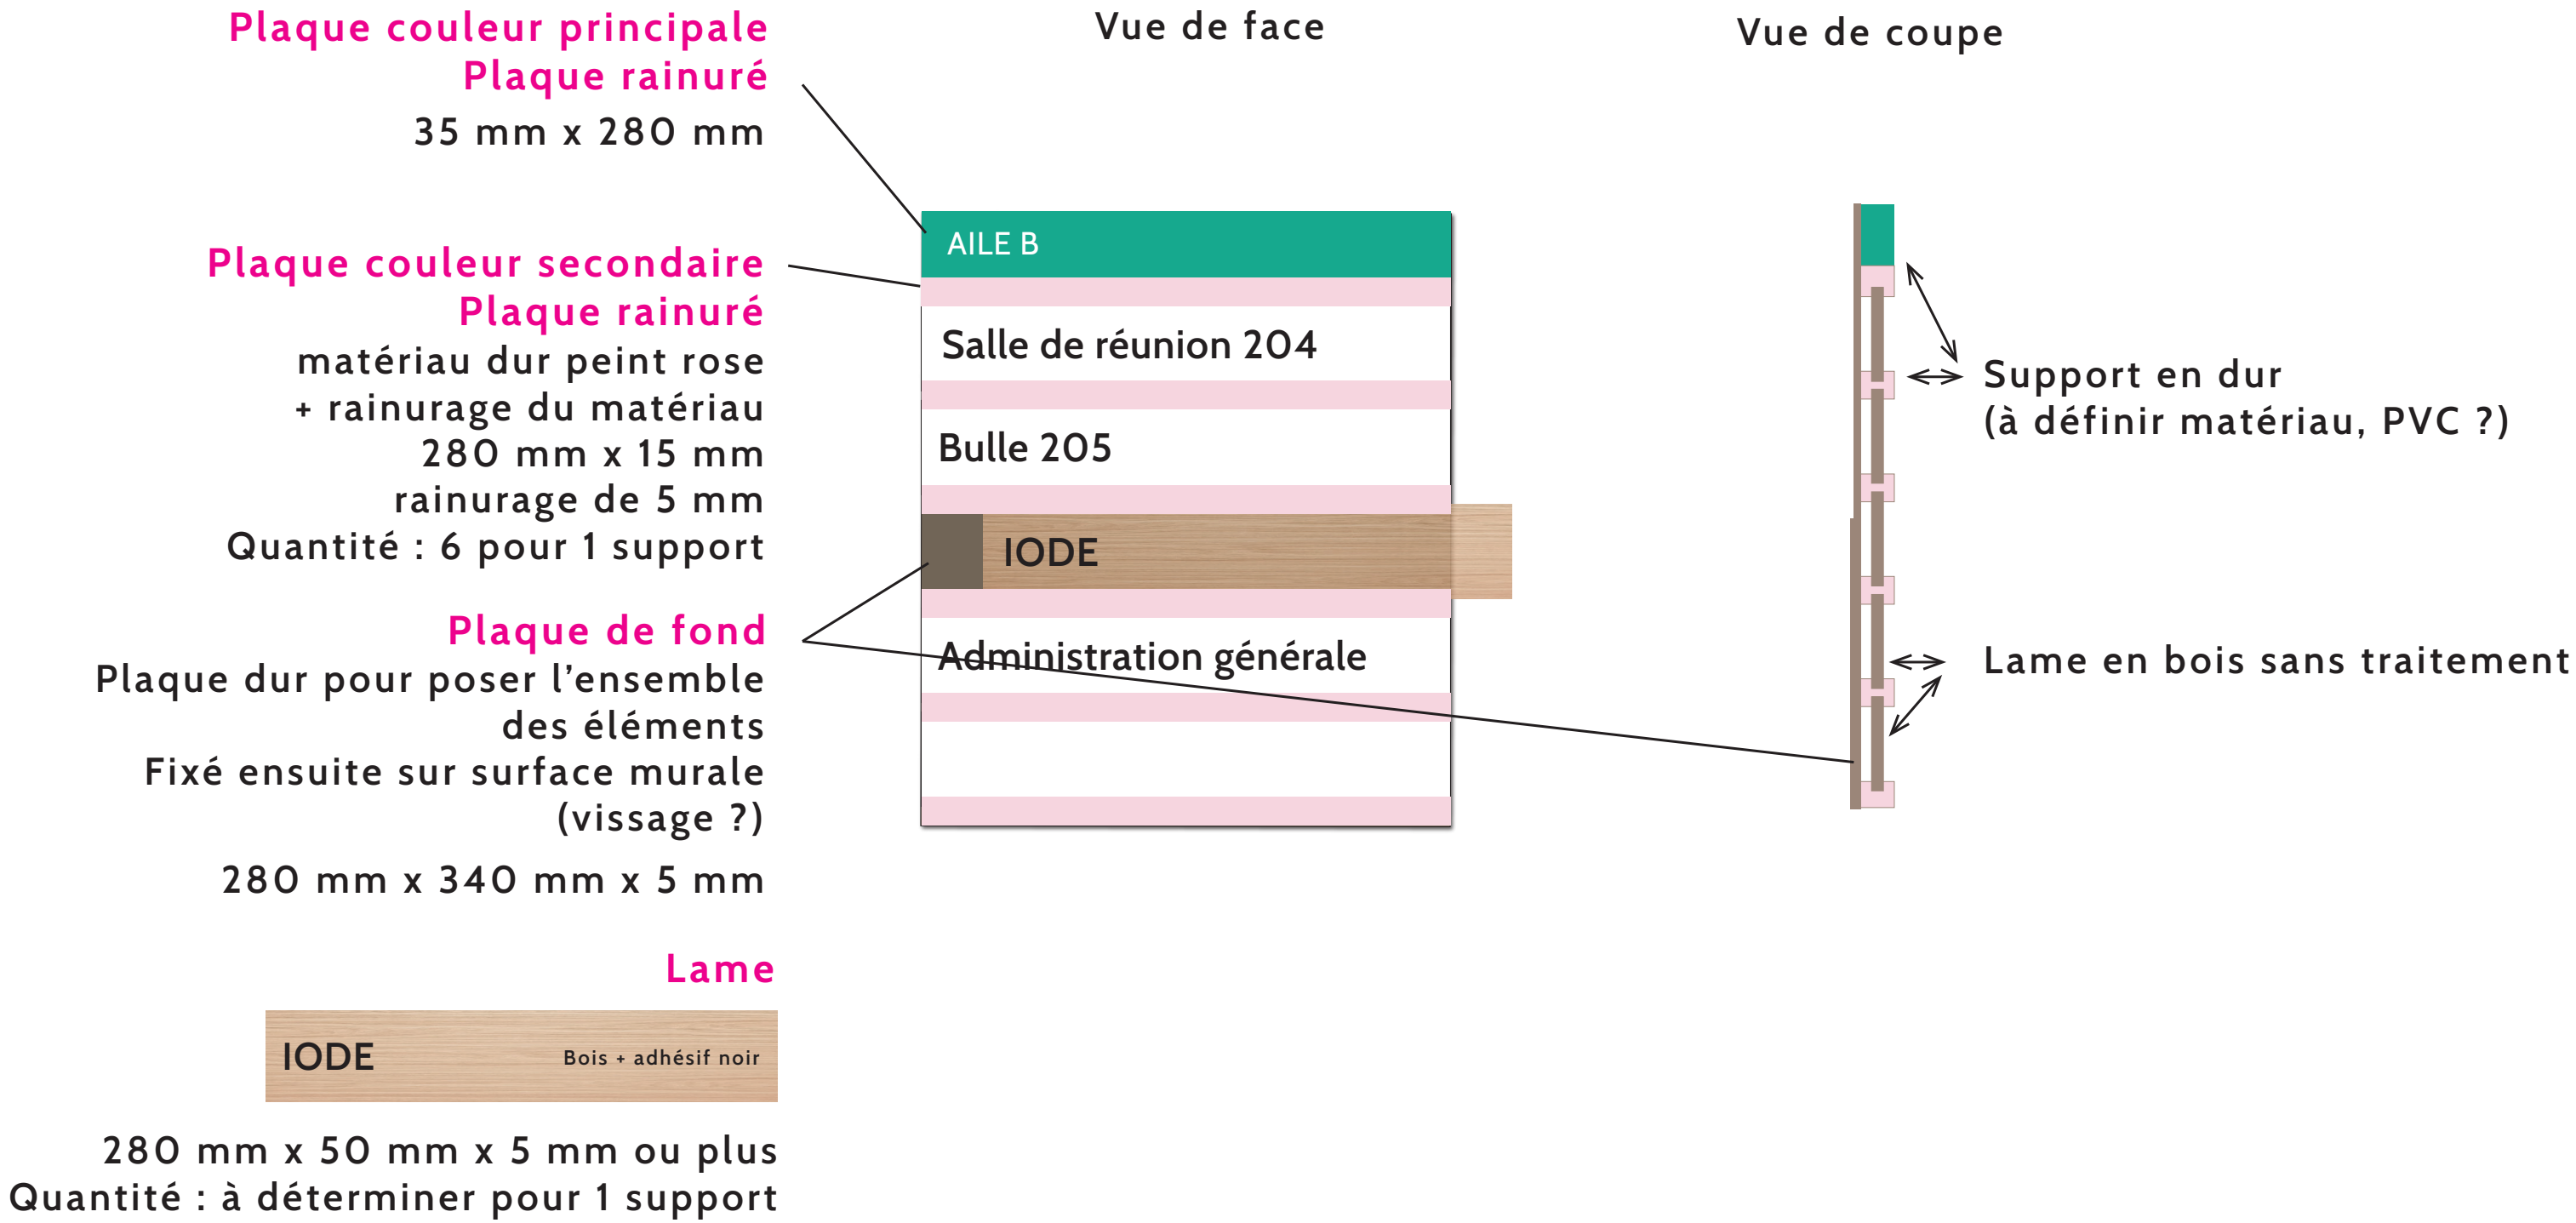 Plaque couleur principale
Plaque rainuré
35 mm x 280 mm
Plaque couleur secondaire
Plaque rainuré
matériau dur peint rose
+ rainurage du matériau
280 mm x 15 mm
rainurage de 5 mm
Quantité : 6 pour 1 support
Plaque de fond
Plaque dur pour poser l’ensemble
des éléments
Fixé ensuite sur surface murale
(vissage ?)
280 mm x 340 mm x 5 mm
Lame
IODE
Bois + adhésif noir
280 mm x 50 mm x 5 mm ou plus
Quantité : à déterminer pour 1 support
Vue de face
AILE B
Salle de réunion 204
Bulle 205
IODE
Administration générale
Vue de coupe
Support en dur
(à définir matériau, PVC ?)
Lame en bois sans traitement